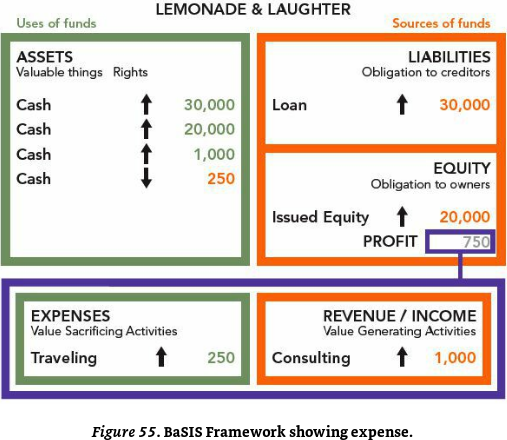 LEMONADE & LAUGHTER
Uses of funds
Sources of funds
ASSETS
Valuable things Rights
Cash 30,000
Cash 20,000
Cash 1,000
Cash 250
LIABILITIES
Obligation to creditors
Loan 30,000
EQUITY
Obligation to owners
Issued Equity 20,000
PROFIT 750
EXPENSES
Value Sacrificing Activities
Traveling 250
REVENUE / INCOME
Value Generating Activities
Consulting 1,000
Figure 55. BaSIS Framework showing expense.